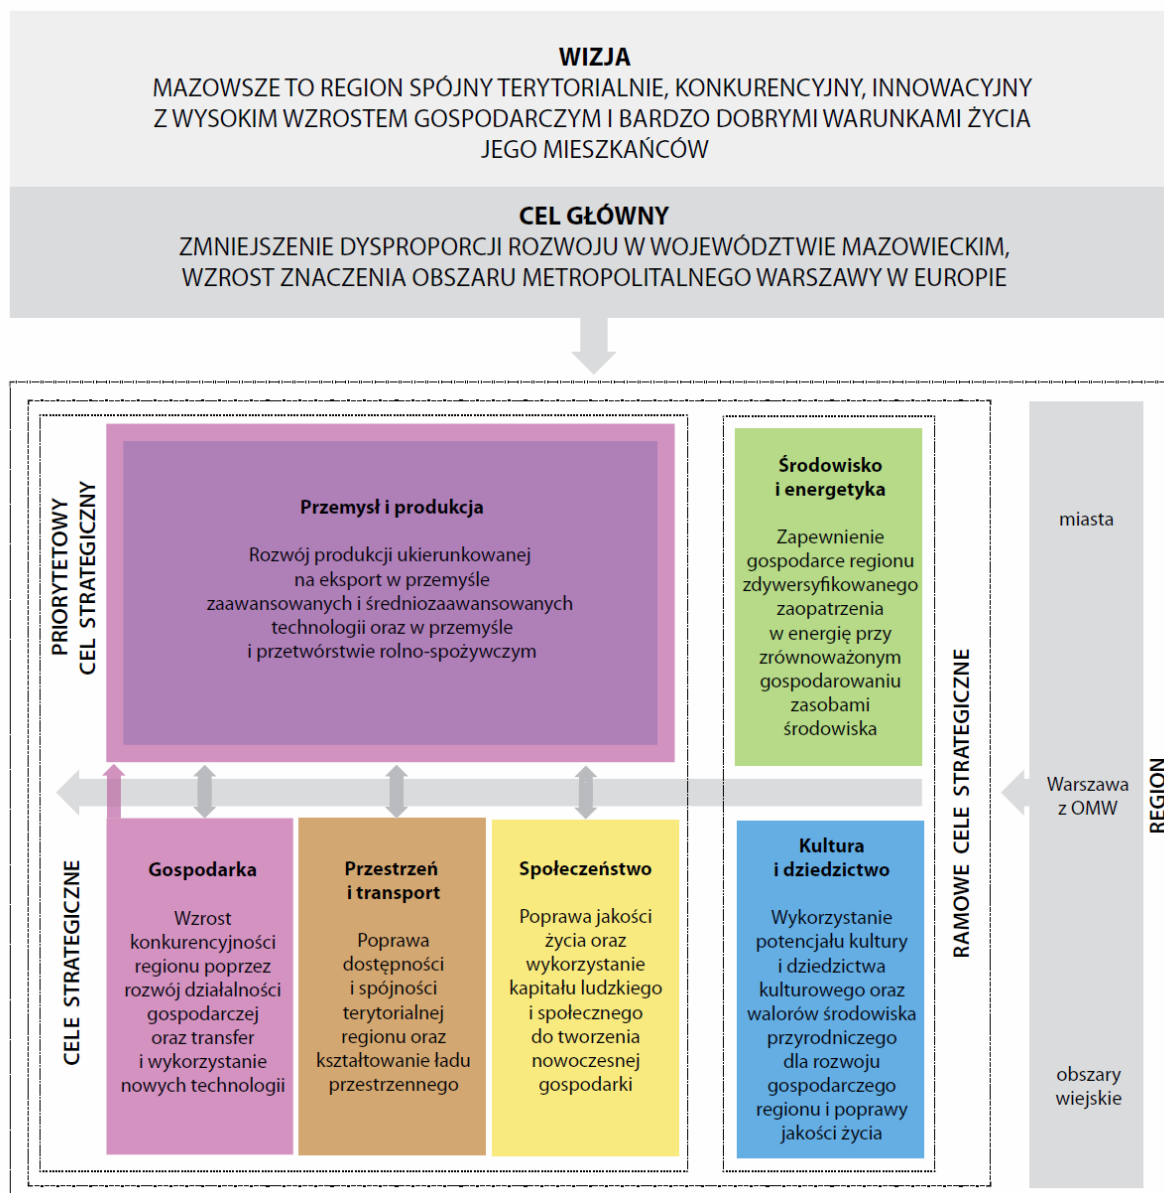 WIZJA
MAZOWSZE TO REGION SPÓJNY TERYTORIALNIE, KONKURENCYJNY, INNOWACYJNY
Z WYSOKIM WZROSTEM GOSPODARCZYM I BARDZO DOBRYMI WARUNKAMI ŻYCIA
JEGO MIESZKAŃCÓW
CEL GŁÓWNY
ZMNIEJSZENIE DYSPROPORCJI ROZWOJU W WOJEWÓDZTWIE MAZOWIECKIM,
WZROST ZNACZENIA OBSZARU METROPOLITALNEGO WARSZAWY W EUROPIE
PRIORYTETOWY
CEL STRATEGICZNY
Przemysł i produkcja
Rozwój produkcji ukierunkowanej
na eksport w przemyśle
zaawansowanych i średniozaawansowanych
technologii oraz w przemyśle
i przetwórstwie rolno-spożywczym
Środowisko
i energetyka
Zapewnienie
gospodarce regionu
zdywersyfikowanego
zaopatrzenia
w energię przy
zrównoważonym
gospodarowaniu
zasobami
środowiska
CELE STRATEGICZNE
Gospodarka
Wzrost
konkurencyjności
regionu poprzez
rozwój działalności
gospodarczej
oraz transfer
i wykorzystanie
nowych technologii
Przestrzeń
i transport
Poprawa
dostępności
i spójności
terytorialnej
regionu oraz
kształtowanie ładu
przestrzennego
Społeczeństwo
Poprawa jakości
życia oraz
wykorzystanie
kapitału ludzkiego
i społecznego
do tworzenia
nowoczesnej
gospodarki
Kultura
i dziedzictwo
Wykorzystanie
potencjału kultury
i dziedzictwa
kulturowego oraz
walorów środowiska
przyrodniczego
dla rozwoju
gospodarczego
regionu i poprawy
jakości życia
RAMOWE CELE STRATEGICZNE
miasta
Warszawa
z OMW
obszary
wiejskie
REGION